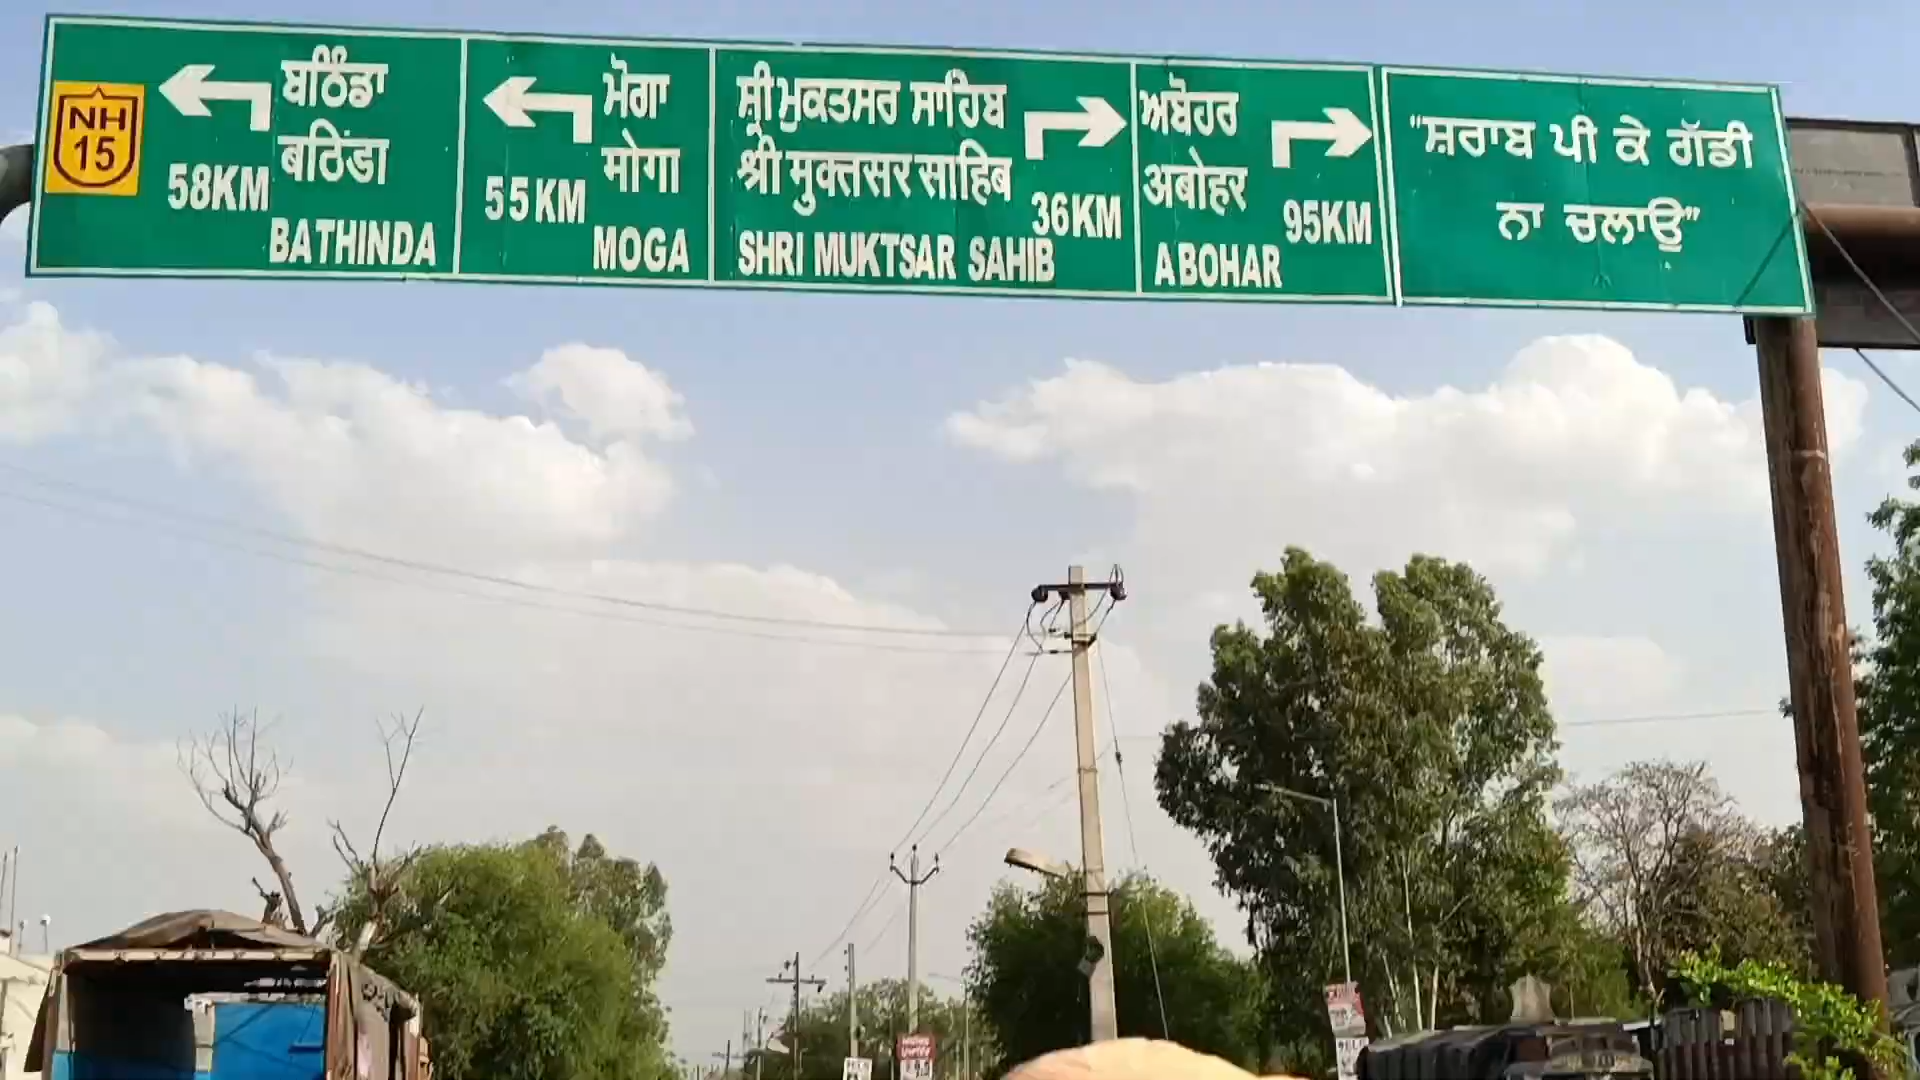 NH
15
ਬਠਿੰਡਾ
बठिंडा
58KM
BATHINDA
ਮੋਗਾ
मोगा
55KM
MOGA
ਸ਼੍ਰੀ ਮੁਕਤਸਰ ਸਾਹਿਬ
श्री मुक्तसर साहिब
36KM
SHRI MUKTSAR SAHIB
ਅਬੋਹਰ
अबोहर
95KM
ABOHAR
"ਸ਼ਰਾਬ ਪੀ ਕੇ ਗੱਡੀ
ਨਾ ਚਲਾਉ"